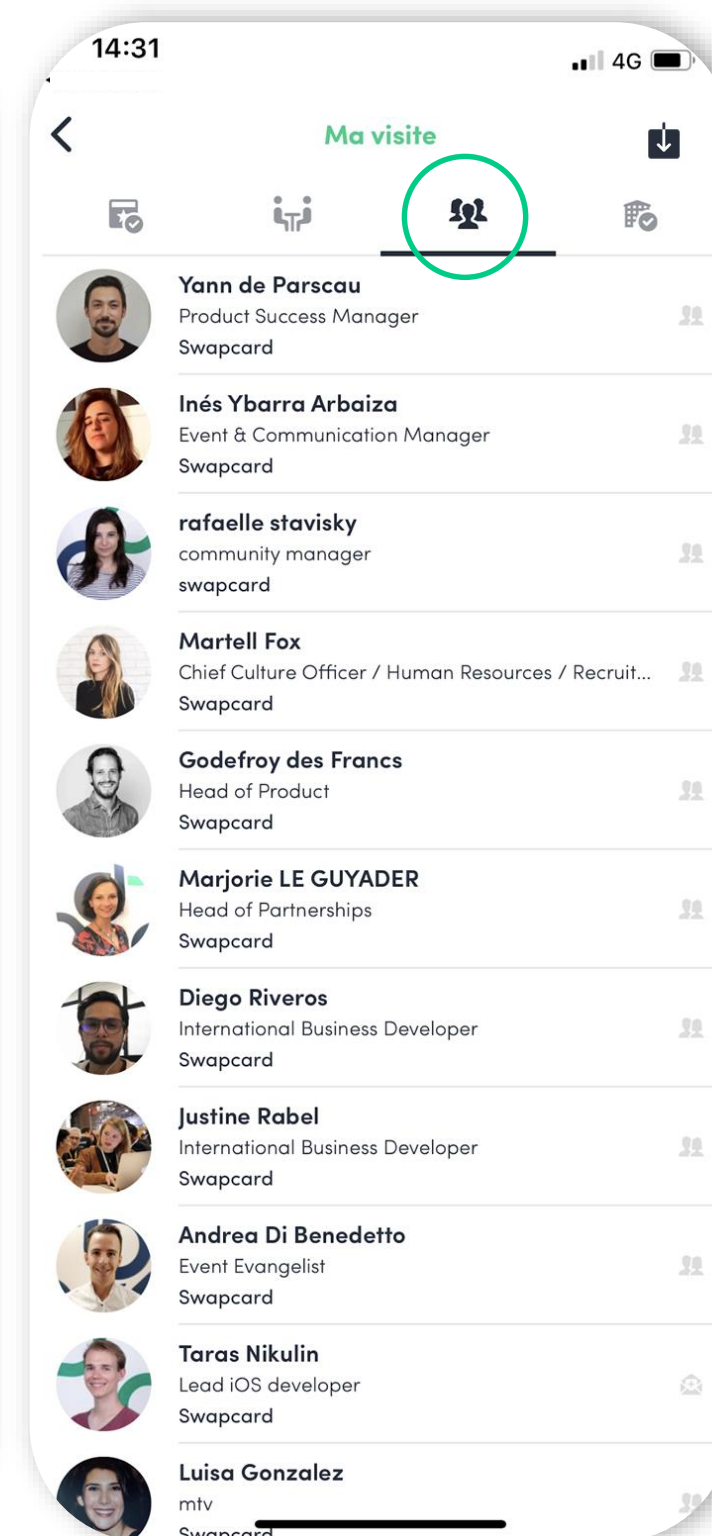 14:31
4G
Ma visite
Yann de Parscau
Product Success Manager
Swapcard
Inés Ybarra Arbaiza
Event & Communication Manager
Swapcard
rafaelle stavisky
community manager
swapcard
Martell Fox
Chief Culture Officer / Human Resources / Recruit...
Swapcard
Godefroy des Francs
Head of Product
Swapcard
Marjorie LE GUYADER
Head of Partnerships
Swapcard
Diego Riveros
International Business Developer
Swapcard
Justine Rabel
International Business Developer
Swapcard
Andrea Di Benedetto
Event Evangelist
Swapcard
Taras Nikulin
Lead iOS developer
Swapcard
Luisa Gonzalez
mtv
Swapcard